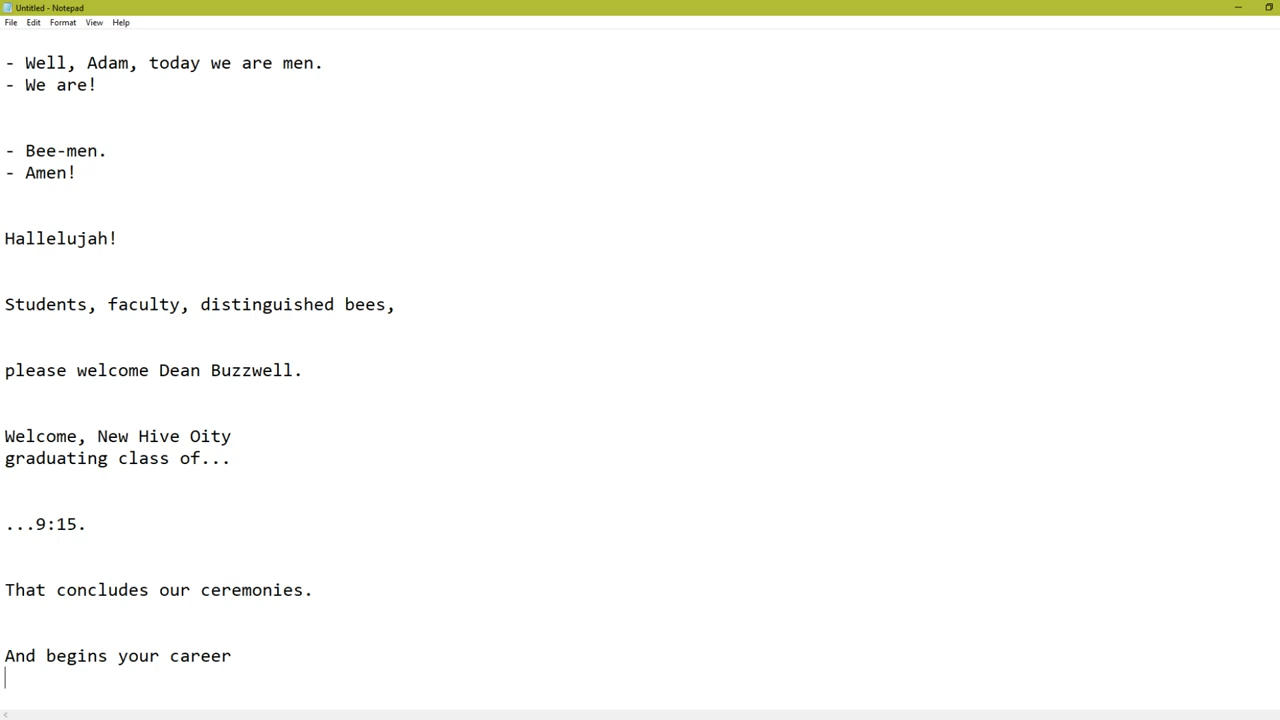 Untitled - Notepad
File Edit Format View Help
- Well, Adam, today we are men.
- We are!
- Bee-men.
- Amen!
Hallelujah!
Students, faculty, distinguished bees,
please welcome Dean Buzzwell.
Welcome, New Hive Oity
graduating class of...
...9:15.
That concludes our ceremonies.
And begins your career